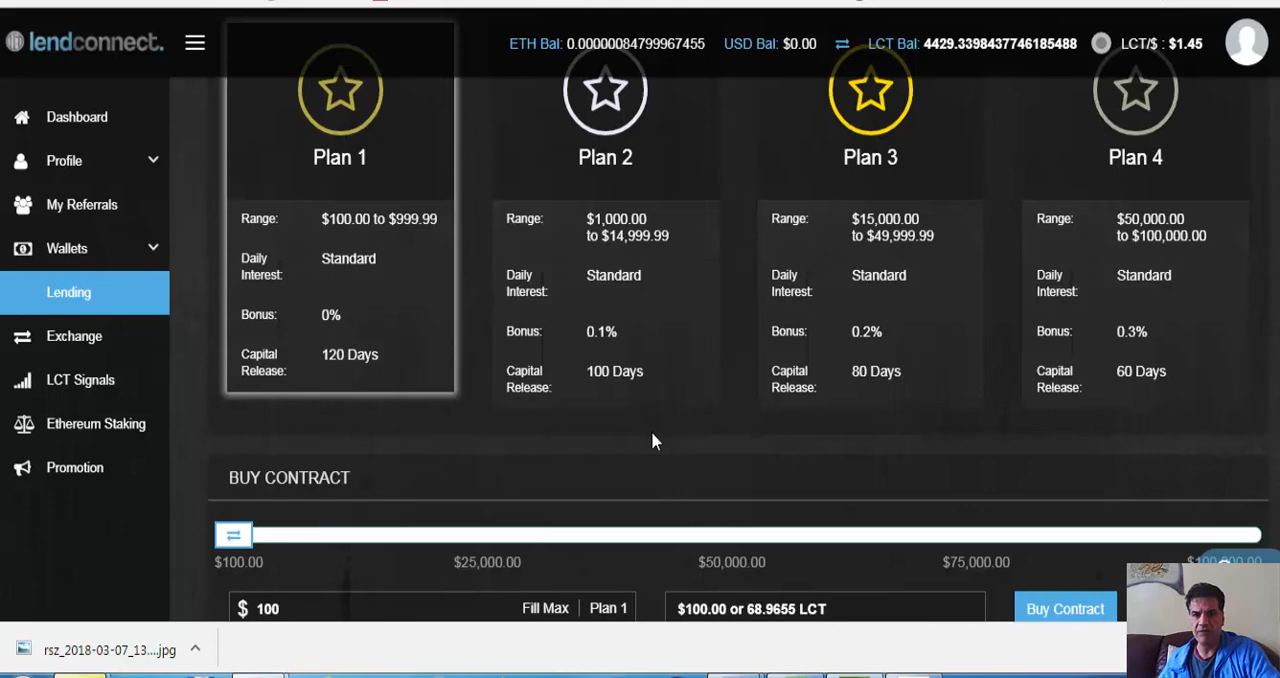 lendconnect.
ETH Bal: 0.00000084799967455
USD Bal: $0.00
LCT Bal: 4429.3398437746185488
LCT/$ : $1.45
Dashboard
Profile
My Referrals
Wallets
Lending
Exchange
LCT Signals
Ethereum Staking
Promotion
Plan 1
Range: $100.00 to $999.99
Daily Interest: Standard
Bonus: 0%
Capital Release: 120 Days
Plan 2
Range: $1,000.00
to $14,999.99
Daily Interest: Standard
Bonus: 0.1%
Capital Release: 100 Days
Plan 3
Range: $15,000.00
to $49,999.99
Daily Interest: Standard
Bonus: 0.2%
Capital Release: 80 Days
Plan 4
Range: $50,000.00
to $100,000.00
Daily Interest: Standard
Bonus: 0.3%
Capital Release: 60 Days
BUY CONTRACT
$100.00 $25,000.00 $50,000.00 $75,000.00 $100,000.00
$ 100 Fill Max Plan 1 $100.00 or 68.9655 LCT Buy Contract
rsz_2018-03-07_13....jpg